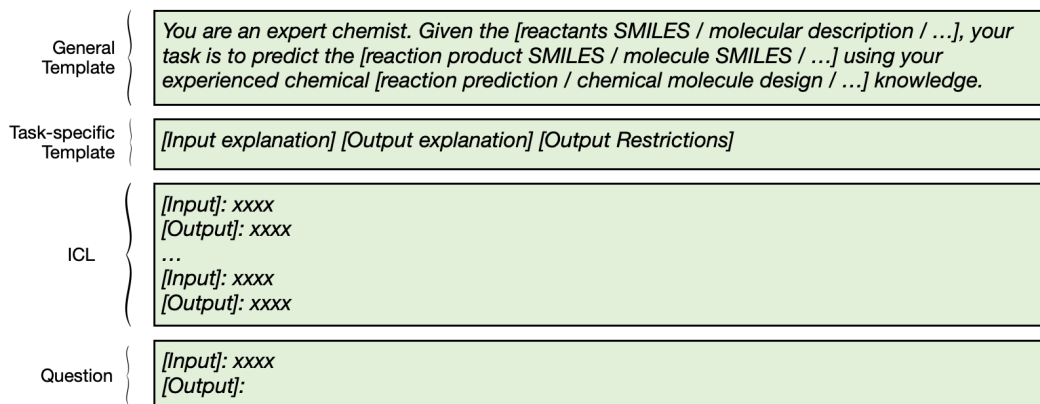 General
Template
You are an expert chemist. Given the [reactants SMILES / molecular description / …], your
task is to predict the [reaction product SMILES / molecule SMILES / …] using your
experienced chemical [reaction prediction / chemical molecule design / …] knowledge.
Task-specific
Template
[Input explanation] [Output explanation] [Output Restrictions]
ICL
[Input]: xxxx
[Output]: xxxx
…
[Input]: xxxx
[Output]: xxxx
Question
[Input]: xxxx
[Output]: